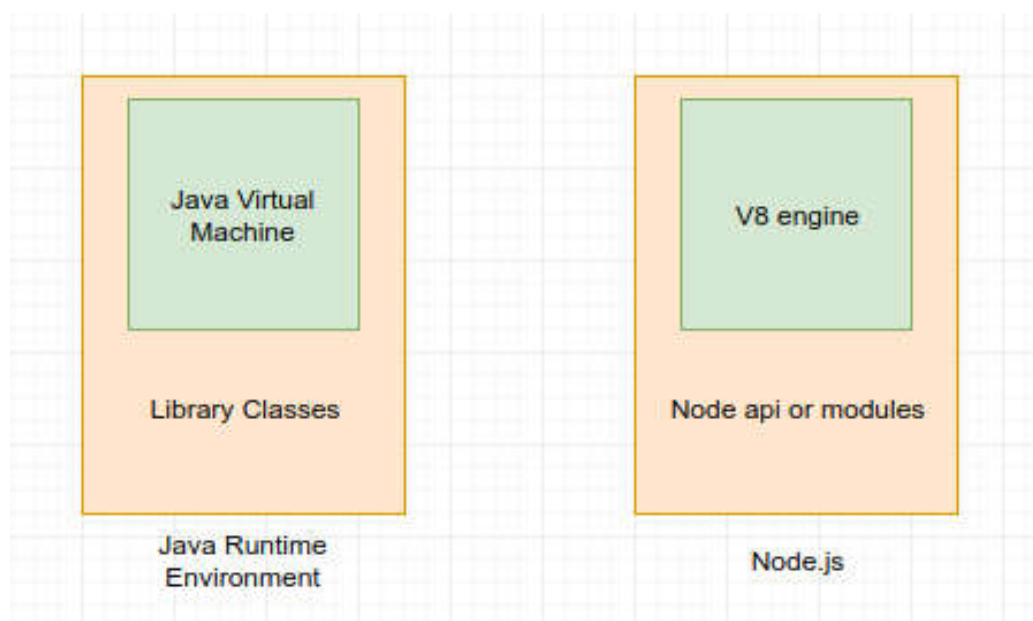 Java Virtual
Machine
Library Classes
Java Runtime
Environment
V8 engine
Node api or modules
Node.js